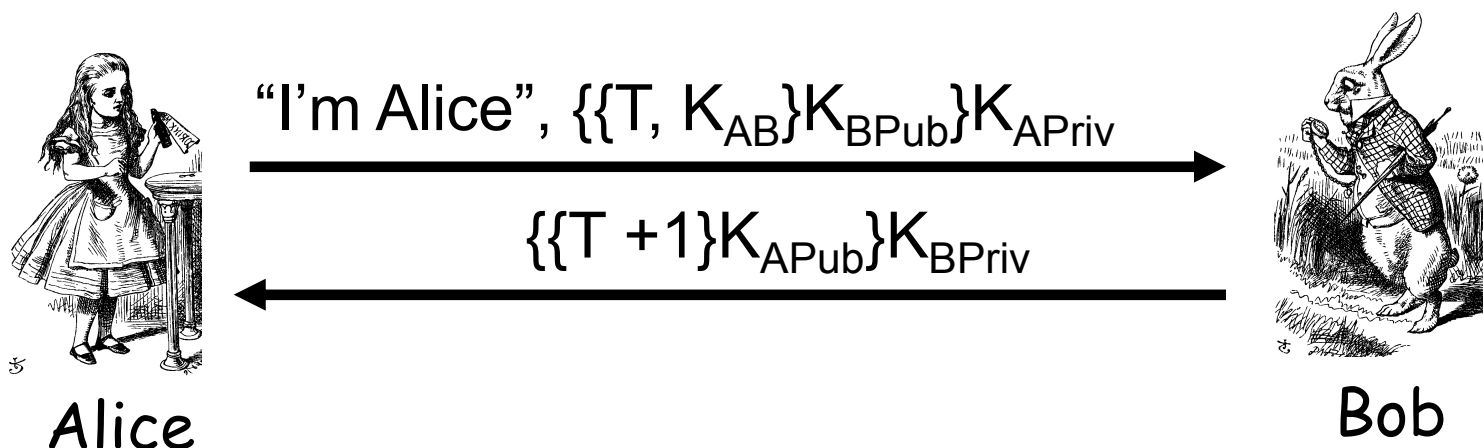 “I’m Alice”, {{T, K_AB}K_BPub}K_APriv
{{T +1}K_APub}K_BPriv
Alice
Bob